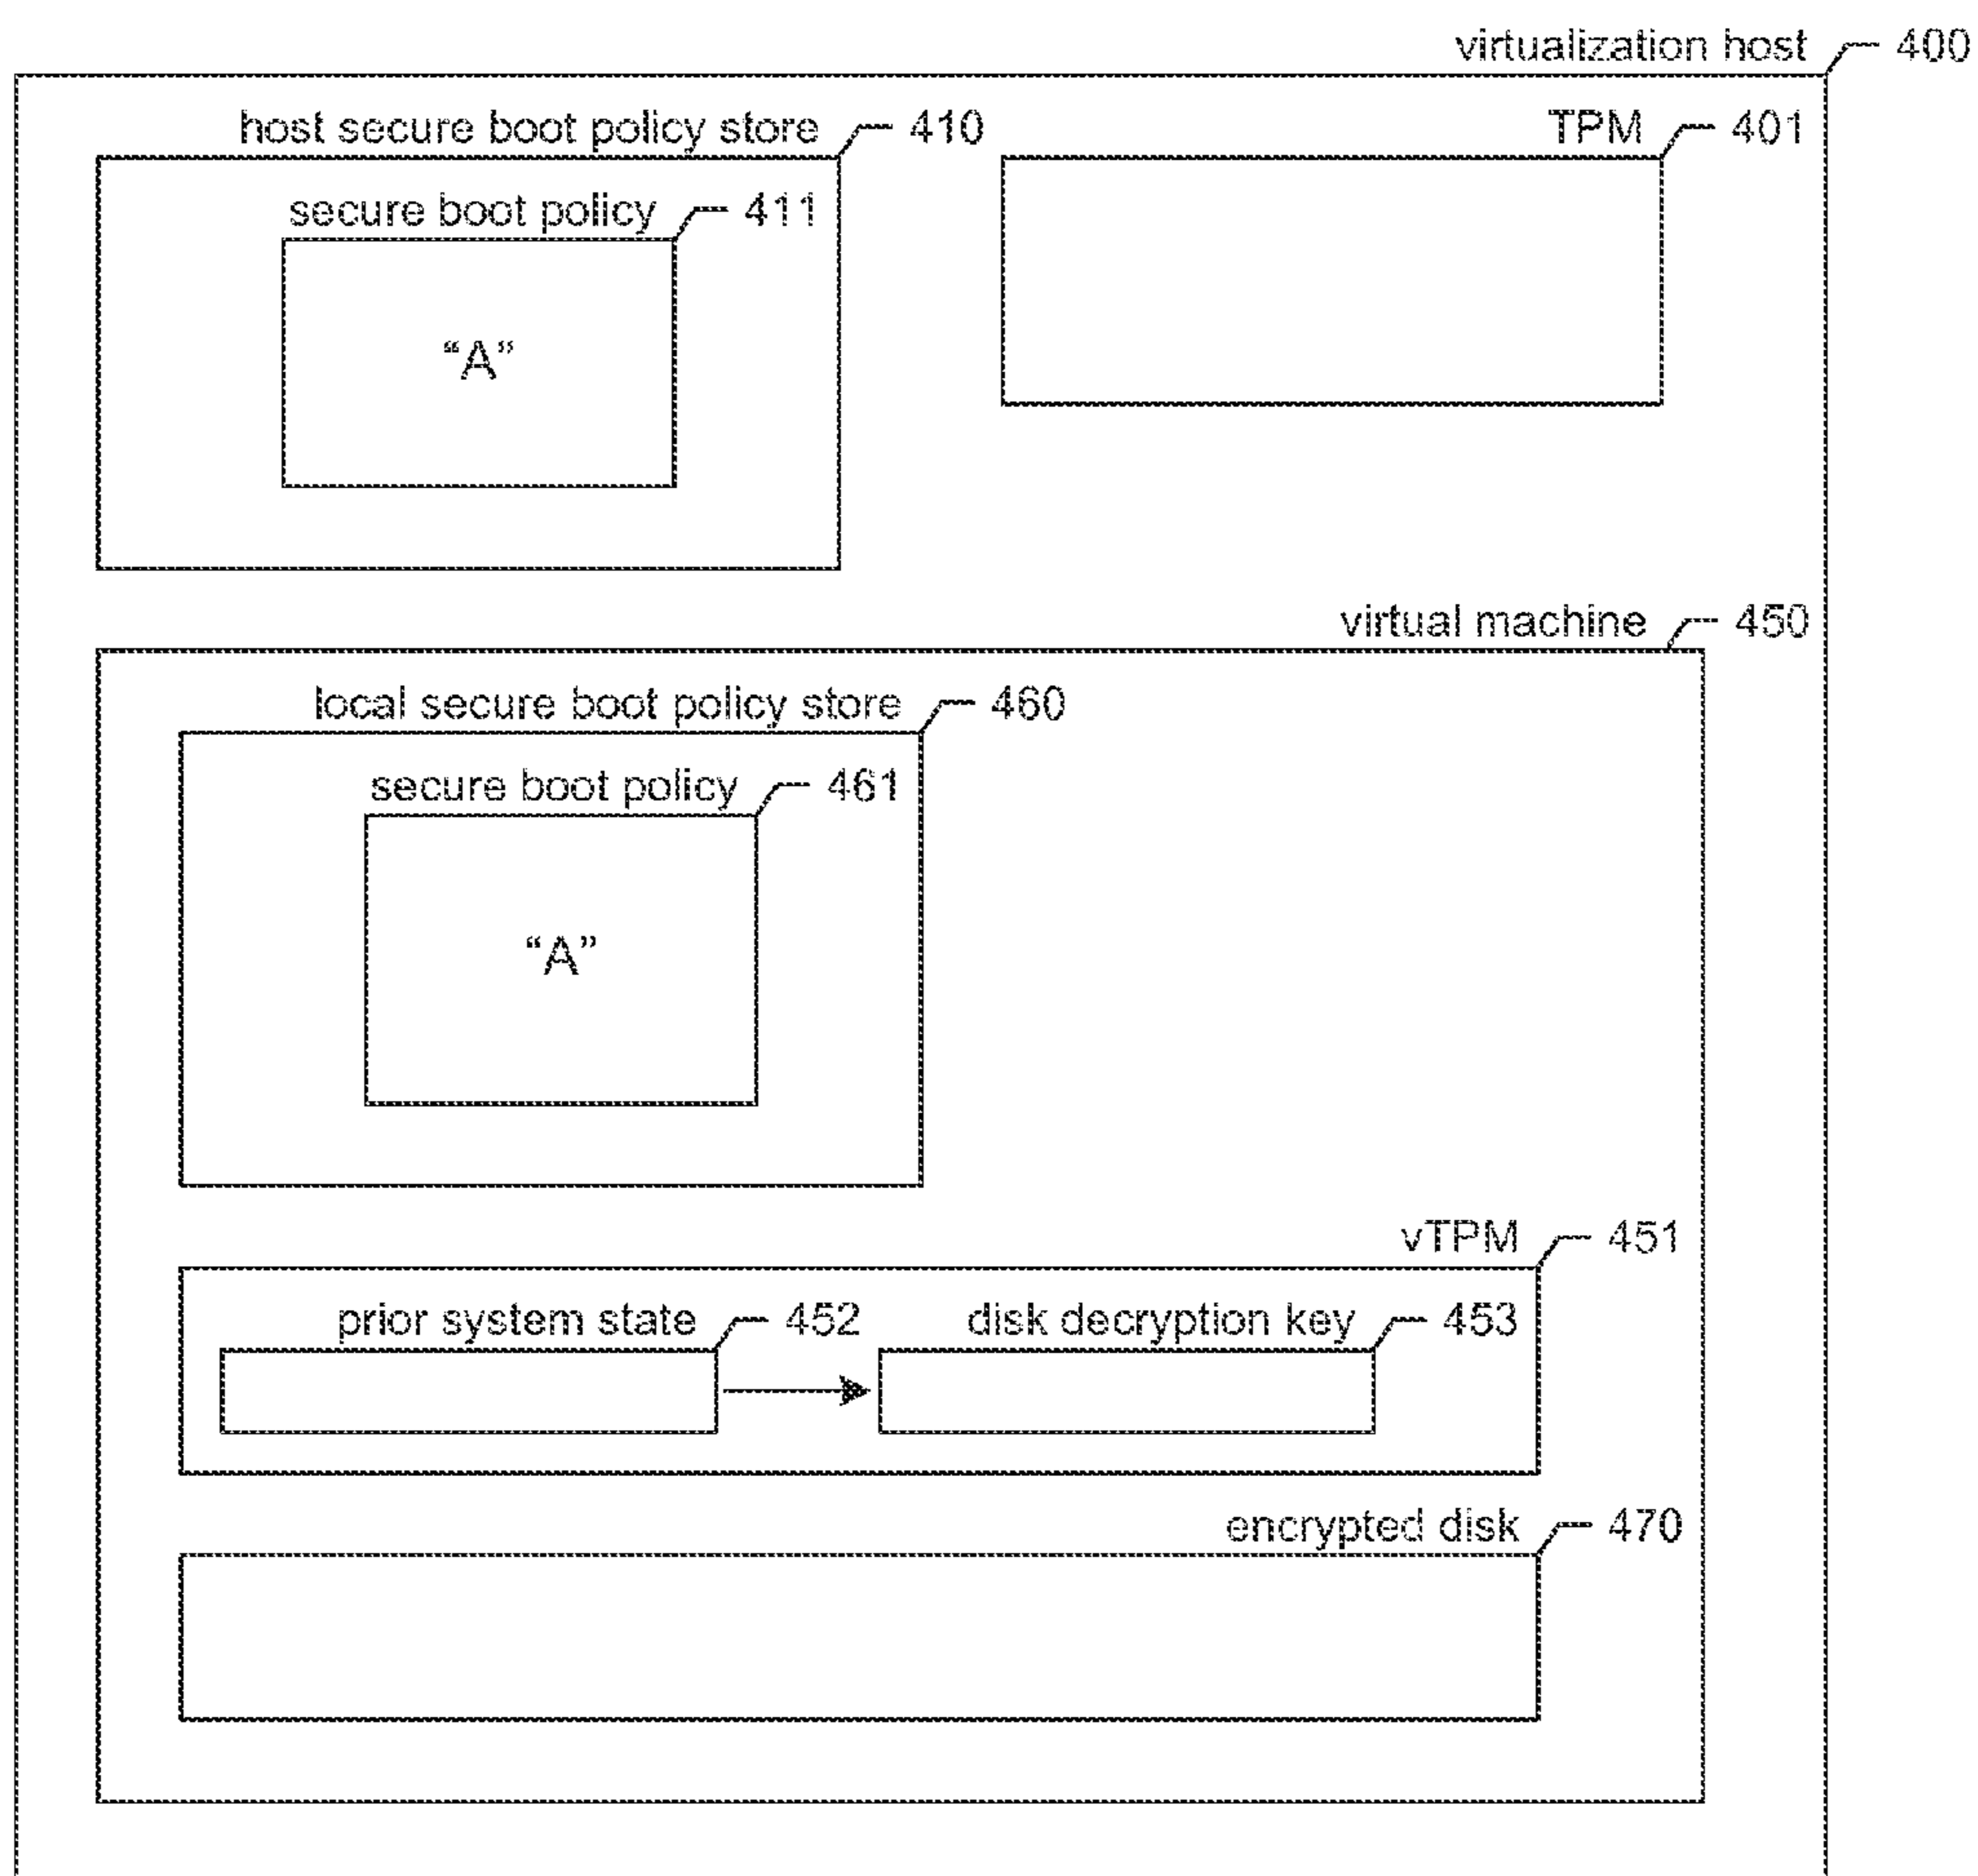 virtualization host 400
host secure boot policy store 410
TPM 401
secure boot policy 411
“A”
virtual machine 450
local secure boot policy store 460
secure boot policy 461
“A”
vTPM 451
prior system state 452
disk decryption key 453
encrypted disk 470